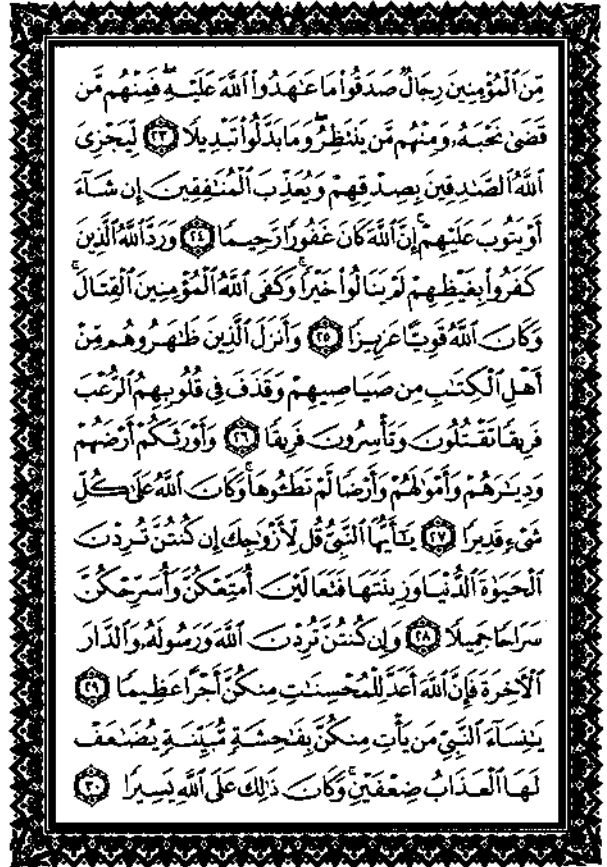 مِّنَ ٱلْمُؤْمِنِينَ رِجَالٌ صَدَقُوا۟ مَا عَـٰهَدُوا۟ ٱللَّهَ عَلَيْهِ ۖ فَمِنْهُم مَّن
قَضَىٰ نَحْبَهُۥ وَمِنْهُم مَّن يَنتَظِرُ ۖ وَمَا بَدَّلُوا۟ تَبْدِيلًا ٢٣ لِّيَجْزِىَ
ٱللَّهُ ٱلصَّـٰدِقِينَ بِصِدْقِهِمْ وَيُعَذِّبَ ٱلْمُنَـٰفِقِينَ إِن شَآءَ
أَوْ يَتُوبَ عَلَيْهِمْ ۚ إِنَّ ٱللَّهَ كَانَ غَفُورًا رَّحِيمًا ٢٤ وَرَدَّ ٱللَّهُ ٱلَّذِينَ
كَفَرُوا۟ بِغَيْظِهِمْ لَمْ يَنَالُوا۟ خَيْرًا ۚ وَكَفَى ٱللَّهُ ٱلْمُؤْمِنِينَ ٱلْقِتَالَ ۚ
وَكَانَ ٱللَّهُ قَوِيًّا عَزِيزًا ٢٥ وَأَنزَلَ ٱلَّذِينَ ظَـٰهَرُوهُم مِّنْ
أَهْلِ ٱلْكِتَـٰبِ مِن صَيَاصِيهِمْ وَقَذَفَ فِى قُلُوبِهِمُ ٱلرُّعْبَ
فَرِيقًا تَقْتُلُونَ وَتَأْسِرُونَ فَرِيقًا ٢٦ وَأَوْرَثَكُمْ أَرْضَهُمْ
وَدِيَـٰرَهُمْ وَأَمْوَٰلَهُمْ وَأَرْضًا لَّمْ تَطَـُٔوهَا ۚ وَكَانَ ٱللَّهُ عَلَىٰ كُلِّ
شَىْءٍ قَدِيرًا ٢٧ يَـٰٓأَيُّهَا ٱلنَّبِىُّ قُل لِّأَزْوَٰجِكَ إِن كُنتُنَّ تُرِدْنَ
ٱلْحَيَوٰةَ ٱلدُّنْيَا وَزِينَتَهَا فَتَعَالَيْنَ أُمَتِّعْكُنَّ وَأُسَرِّحْكُنَّ
سَرَاحًا جَمِيلًا ٢٨ وَإِن كُنتُنَّ تُرِدْنَ ٱللَّهَ وَرَسُولَهُۥ وَٱلدَّارَ
ٱلْـَٔاخِرَةَ فَإِنَّ ٱللَّهَ أَعَدَّ لِلْمُحْسِنَـٰتِ مِنكُنَّ أَجْرًا عَظِيمًا ٢٩
يَـٰنِسَآءَ ٱلنَّبِىِّ مَن يَأْتِ مِنكُنَّ بِفَـٰحِشَةٍ مُّبَيِّنَةٍ يُضَـٰعَفْ
لَهَا ٱلْعَذَابُ ضِعْفَيْنِ ۚ وَكَانَ ذَٰلِكَ عَلَى ٱللَّهِ يَسِيرًا ٣٠